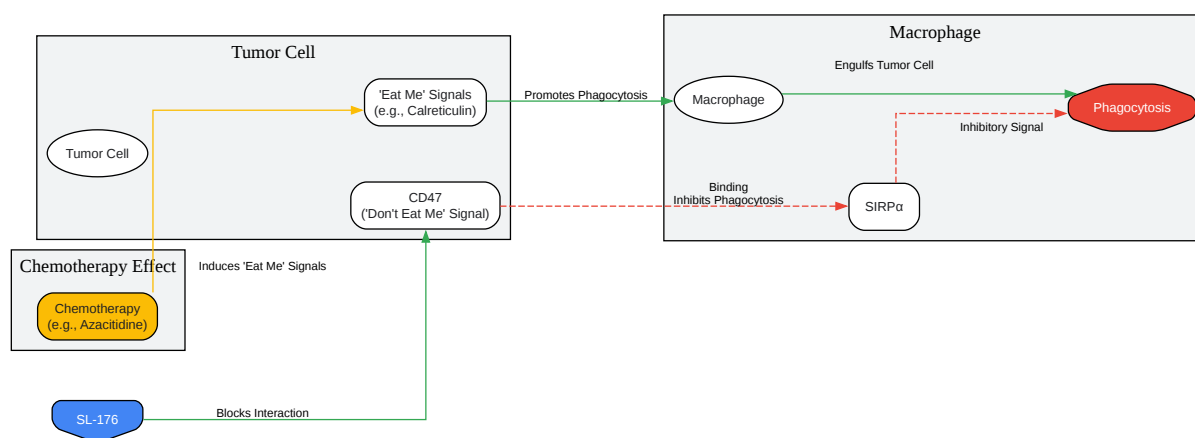 Tumor Cell
Macrophage
Engulfs Tumor Cell
'Eat Me' Signals
(e.g., Calreticulin)
Promotes Phagocytosis
Macrophage
Phagocytosis
Inhibitory Signal
Tumor Cell
CD47
('Don't Eat Me' Signal)
Binding
Inhibits Phagocytosis
SIRPα
Chemotherapy Effect
Induces 'Eat Me' Signals
Chemotherapy
(e.g., Azacitidine)
SL-176
Blocks Interaction